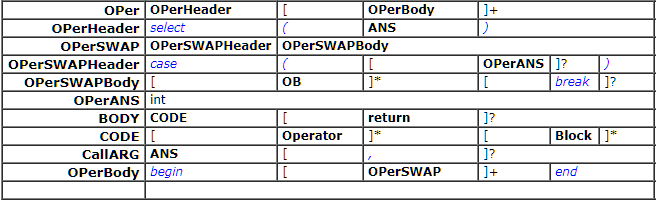 OPer OPerHeader [ OPerBody ]+
OPerHeader select ( ANS )
OPerSWAP OPerSWAPHeader OPerSWAPBody
OPerSWAPHeader case ( [ OPerANS ]? )
OPerSWAPBody [ OB ]* [ break ]?
OPerANS int
BODY CODE [ return ]?
CODE [ Operator ]* [ Block ]*
CallARG ANS [ , ]?
OPerBody begin [ OPerSWAP ]+ end